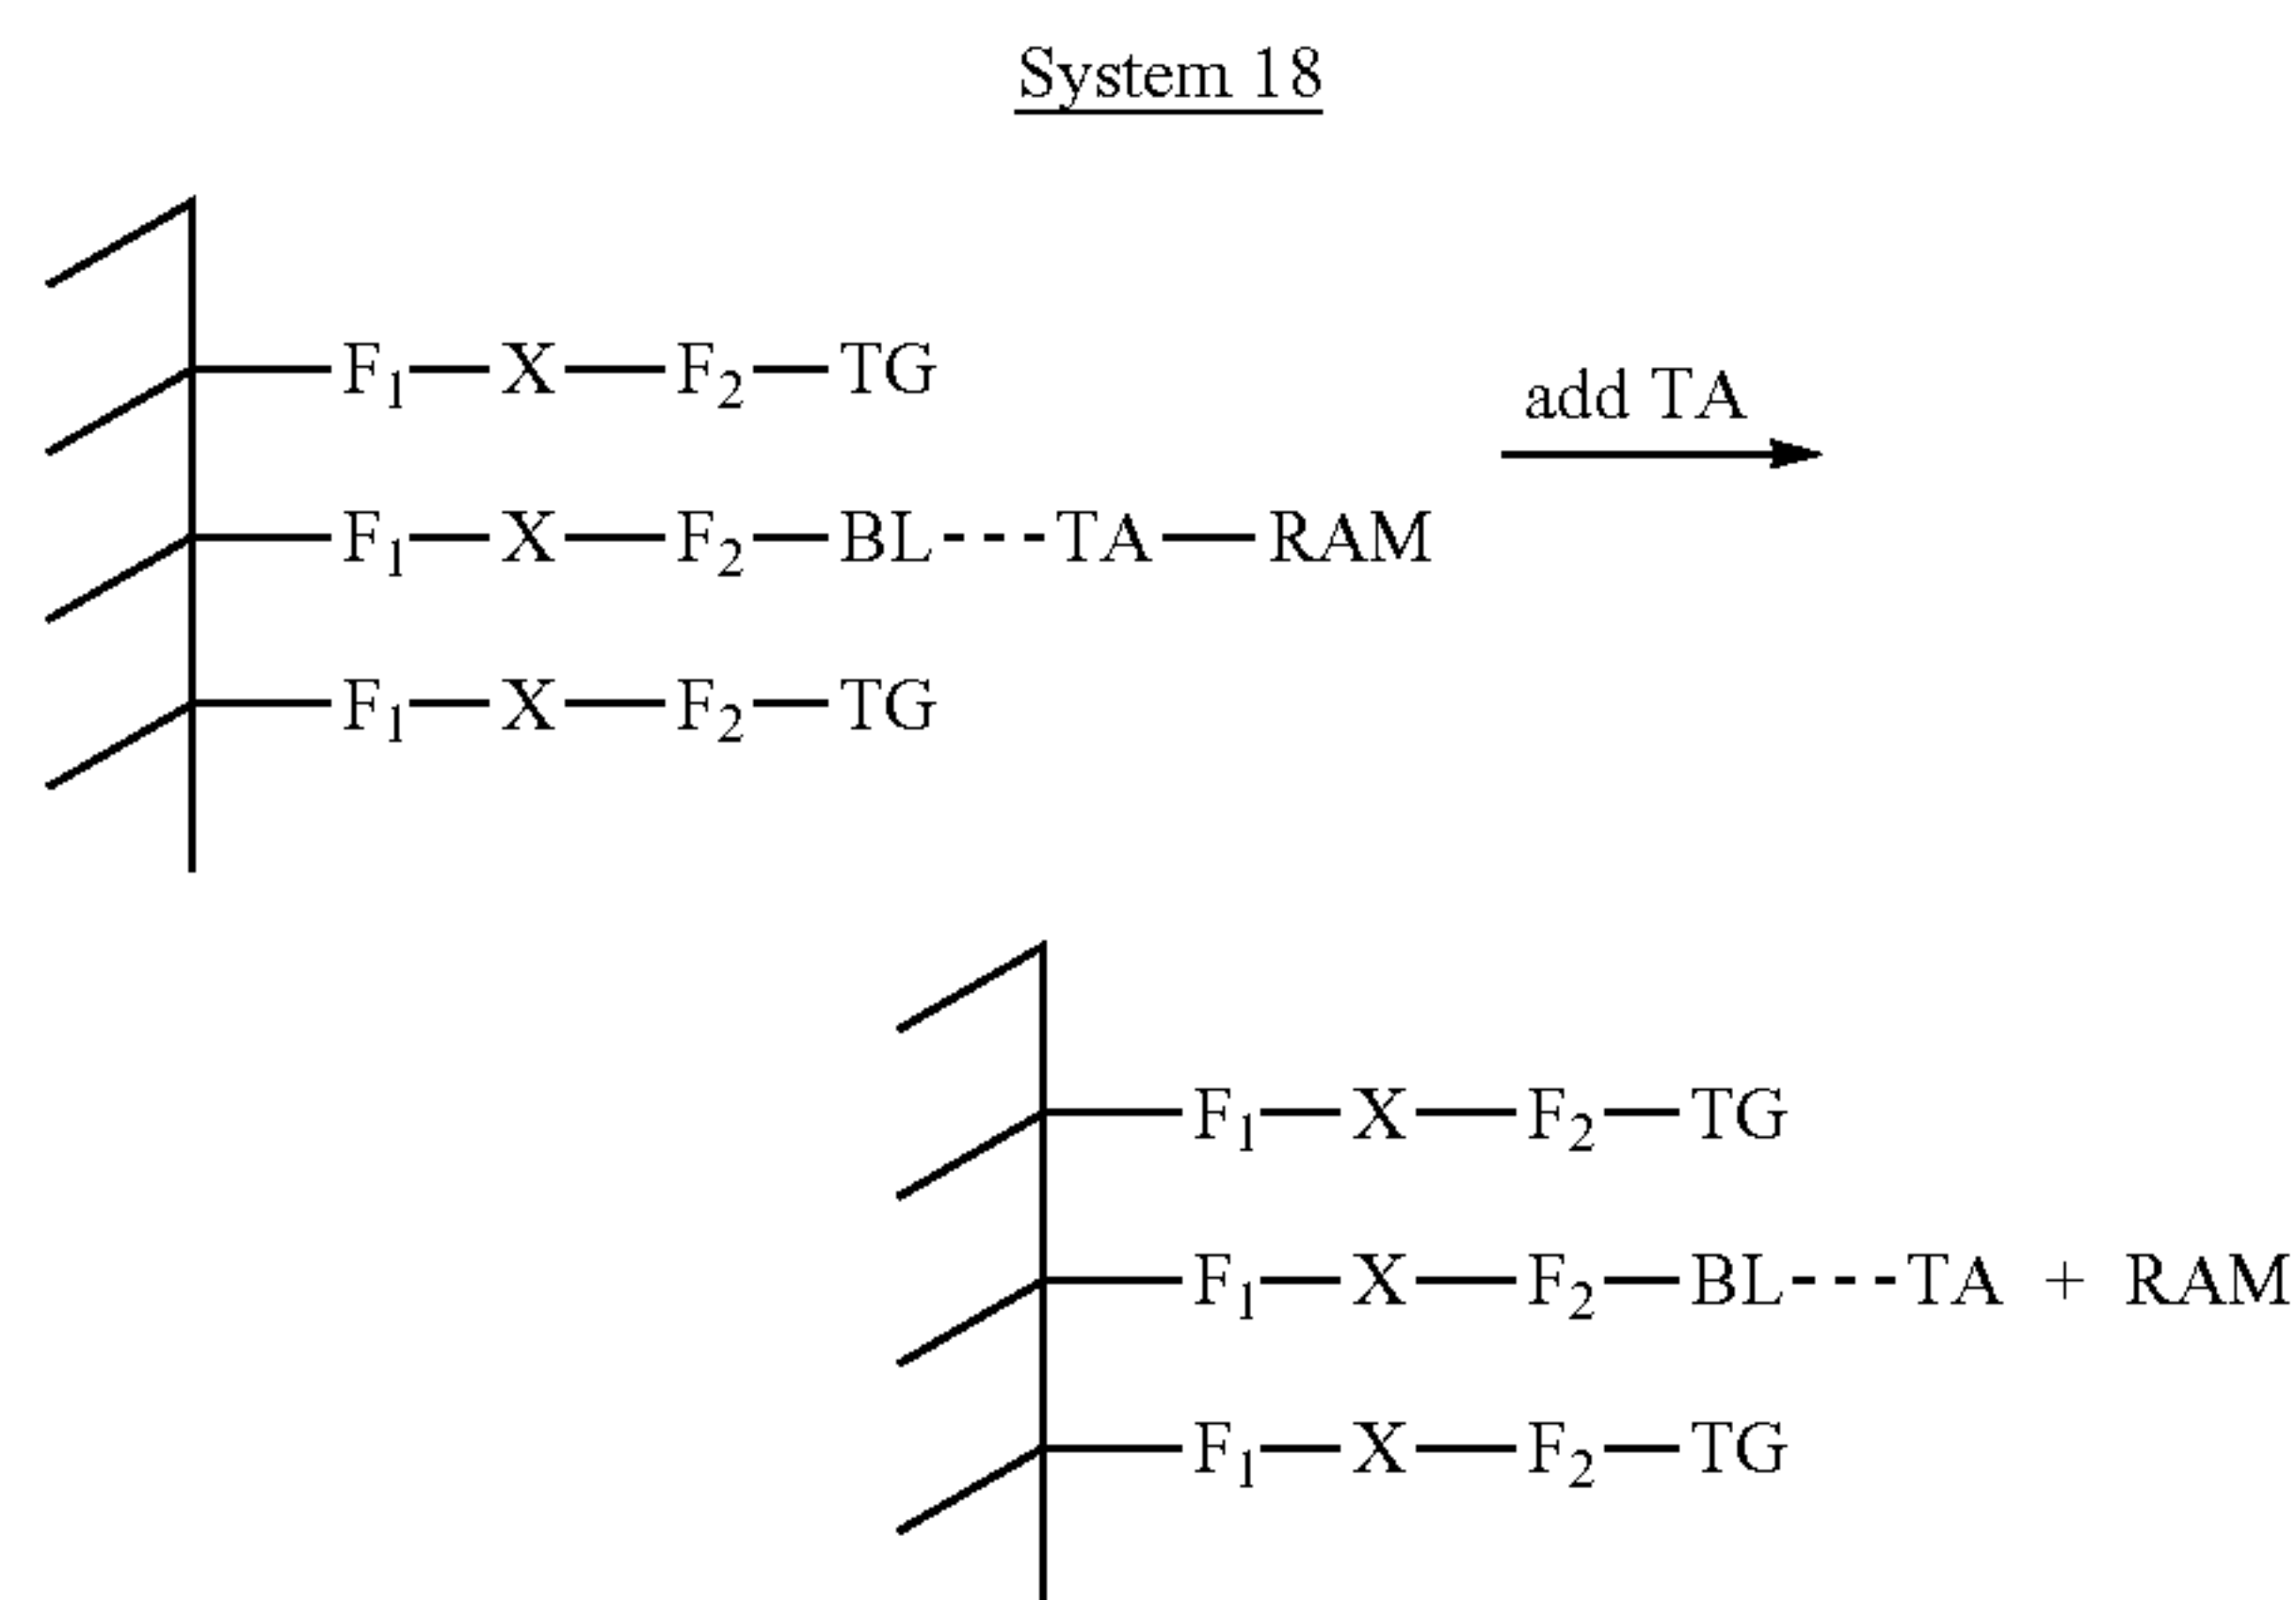 System 18
F₁—X—F₂—TG
add TA
F₁—X—F₂—BL---TA—RAM
F₁—X—F₂—TG
F₁—X—F₂—TG
F₁—X—F₂—BL---TA + RAM
F₁—X—F₂—TG